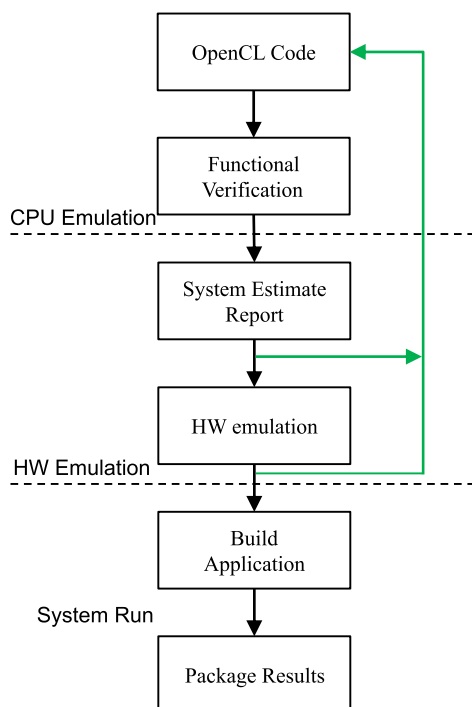 OpenCL Code
Functional
Verification
CPU Emulation
System Estimate
Report
HW emulation
HW Emulation
Build
Application
System Run
Package Results